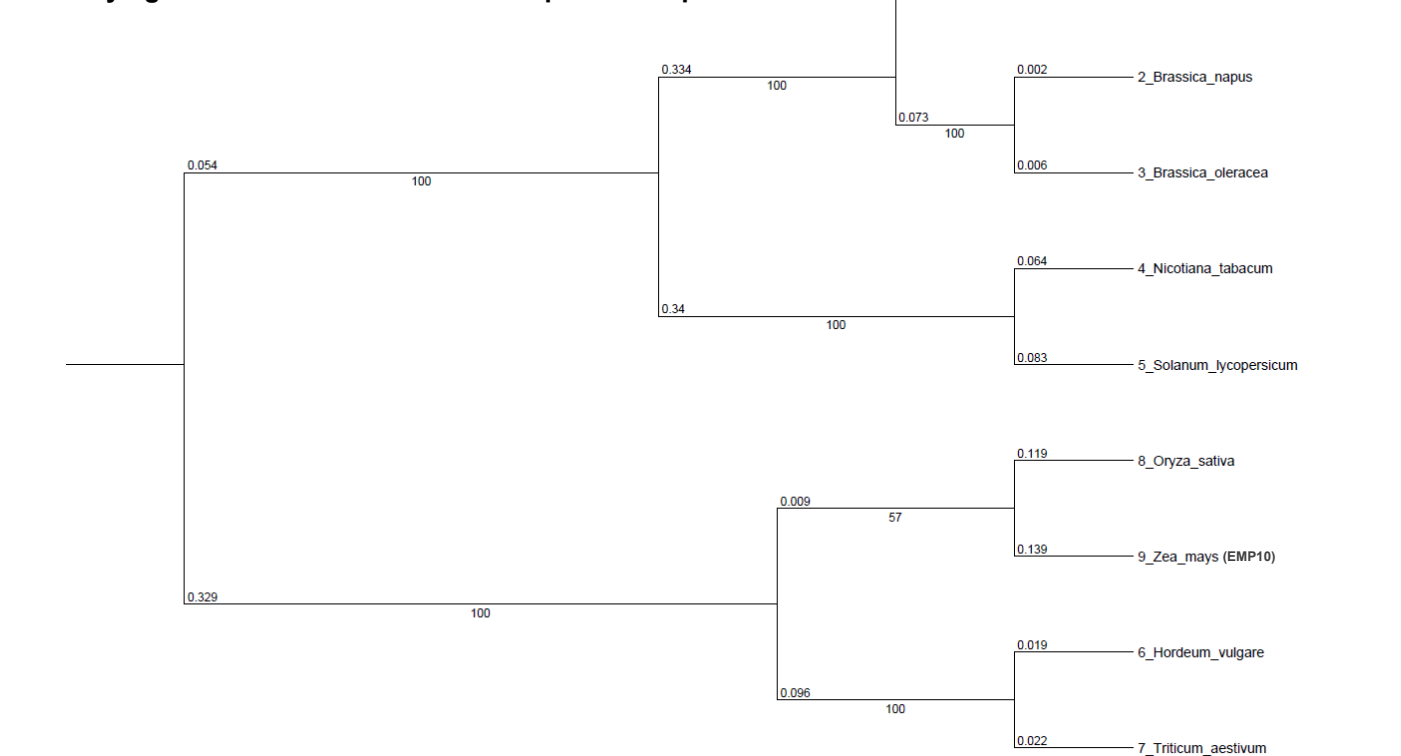 0.334
100
0.002
2_Brassica_napus
0.073
100
0.054
100
0.006
3_Brassica_oleracea
0.064
4_Nicotiana_tabacum
0.34
100
0.083
5_Solanum_lycopersicum
0.119
8_Oryza_sativa
0.009
57
0.139
9_Zea_mays (EMP10)
0.329
100
0.019
6_Hordeum_vulgare
0.096
100
0.022
7_Triticum_aestivum